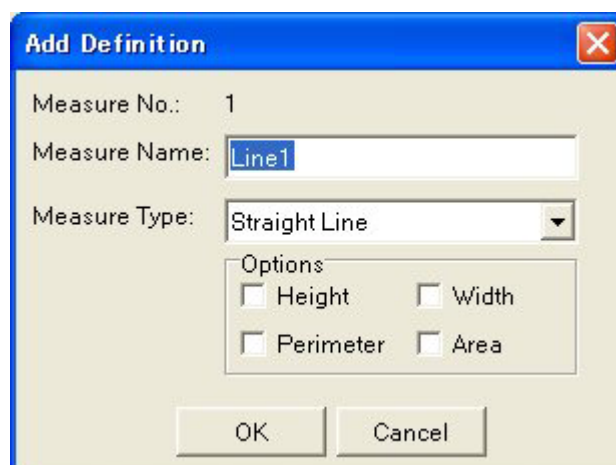 Add Definition
Measure No.: 1
Measure Name: Line1
Measure Type: Straight Line
Options
Height Width
Perimeter Area
OK Cancel